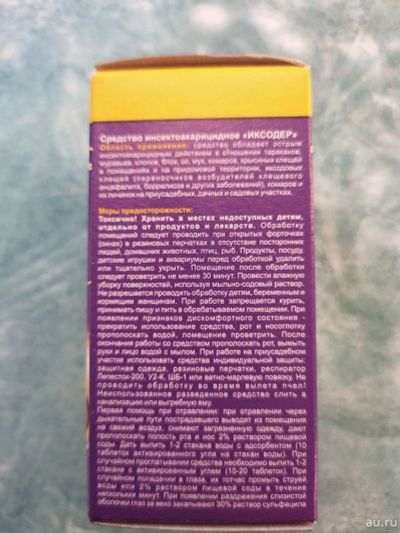 Средство инсектоакарицидное «ИКСОДЕР»
Область применения: средство обладает острым
инсектоакарицидным действием в отношении тараканов,
муравьев, клопов, блох, ос, мух, комаров, крысиных клещей
в помещениях и на придомовой территории, иксодовых
клещей (переносчиков возбудителей клещевого
энцефалита, боррелиоза и других заболеваний), комаров и
их личинок на приусадебных, дачных и садовых участках.
Меры предосторожности:
Токсично! Хранить в местах недоступных детям,
отдельно от продуктов и лекарств. Обработку
помещений следует проводить при открытых форточках
(окнах) в резиновых перчатках в отсутствие посторонних
людей, домашних животных, птиц, рыб. Продукты, посуду,
детские игрушки и аквариумы перед обработкой удалить
или тщательно укрыть. Помещение после обработки
следует проветрить не менее 30 минут. Провести влажную
уборку поверхностей, используя мыльно-содовый раствор.
Не разрешается проводить обработку детям, беременным и
кормящим женщинам. При работе запрещается курить,
принимать пищу и пить в обрабатываемом помещении. При
появлении признаков дискомфортного состояния -
прекратить использование средства, рот и носоглотку
прополоскать водой, помещение проветрить. После
окончания работы со средством прополоскать рот, вымыть
руки и лицо водой с мылом. При работе на приусадебном
участке использовать средства индивидуальной защиты:
защитная одежда, резиновые перчатки, респиратор
Лепесток-200, У2-К, ШБ-1 или ватно-марлевую повязку. Не
проводить обработку во время вылета пчел!
Неиспользованное разведенное средство слить в
канализацию или выгребную яму.
Первая помощь при отравлении: при отравлении через
дыхательные пути пострадавшего выводят из помещения
на свежий воздух, снимают загрязненную одежду, дают
прополоскать полость рта и нос 2% раствором пищевой
соды. Дать выпить 1-2 стакана воды с адсорбентом (10
таблеток активированного угля на стакан воды). При
случайном проглатывании средства необходимо выпить 1-2
стакана с активированным углем (10-20 таблеток). При
случайном попадании в глаза, их тотчас промыть струей
воды или 2% раствором пищевой соды в течение
нескольких минут. При появлении раздражения слизистой
оболочки глаз за веко закапывают 30% раствор сульфацила
au.ru